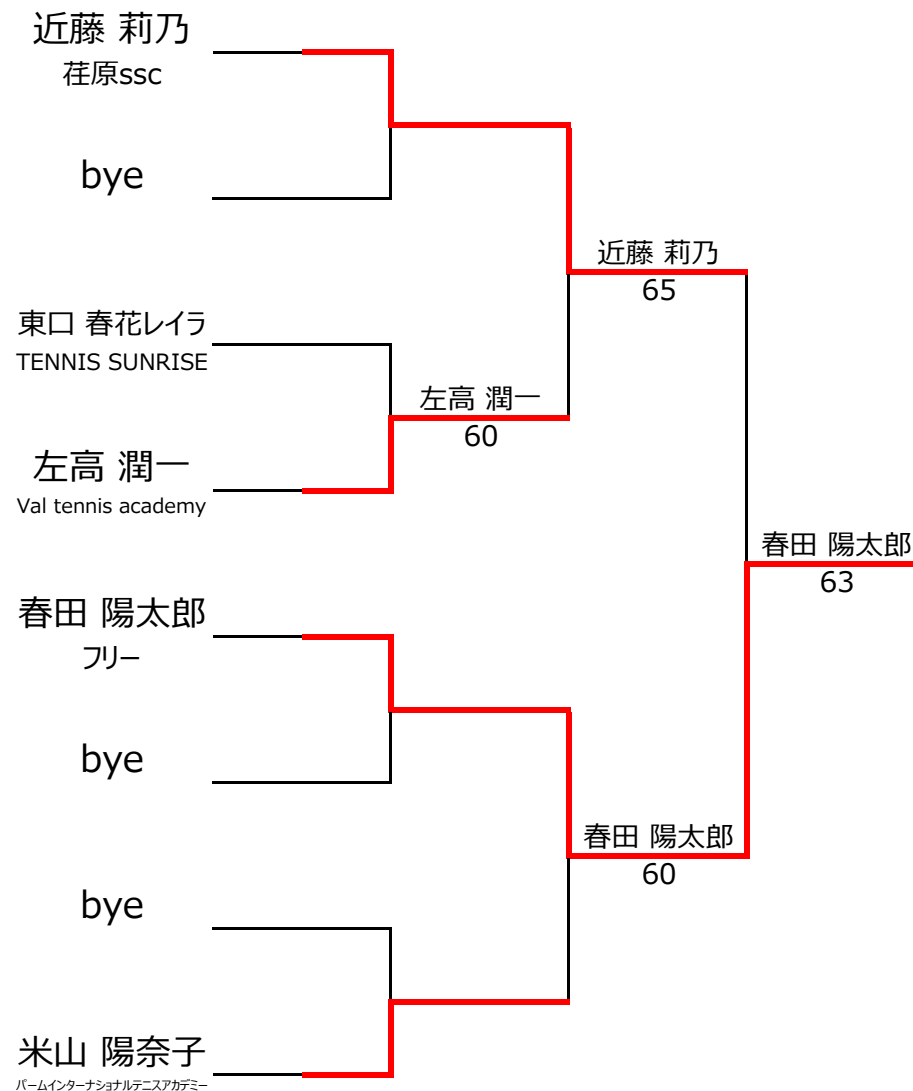 近藤 莉乃
荏原ssc
bye
近藤 莉乃
65
東口 春花レイラ
TENNIS SUNRISE
左高 潤一
60
左高 潤一
Val tennis academy
春田 陽太郎
63
春田 陽太郎
フリー
bye
春田 陽太郎
60
bye
米山 陽奈子
パームインターナショナルテニスアカデミー